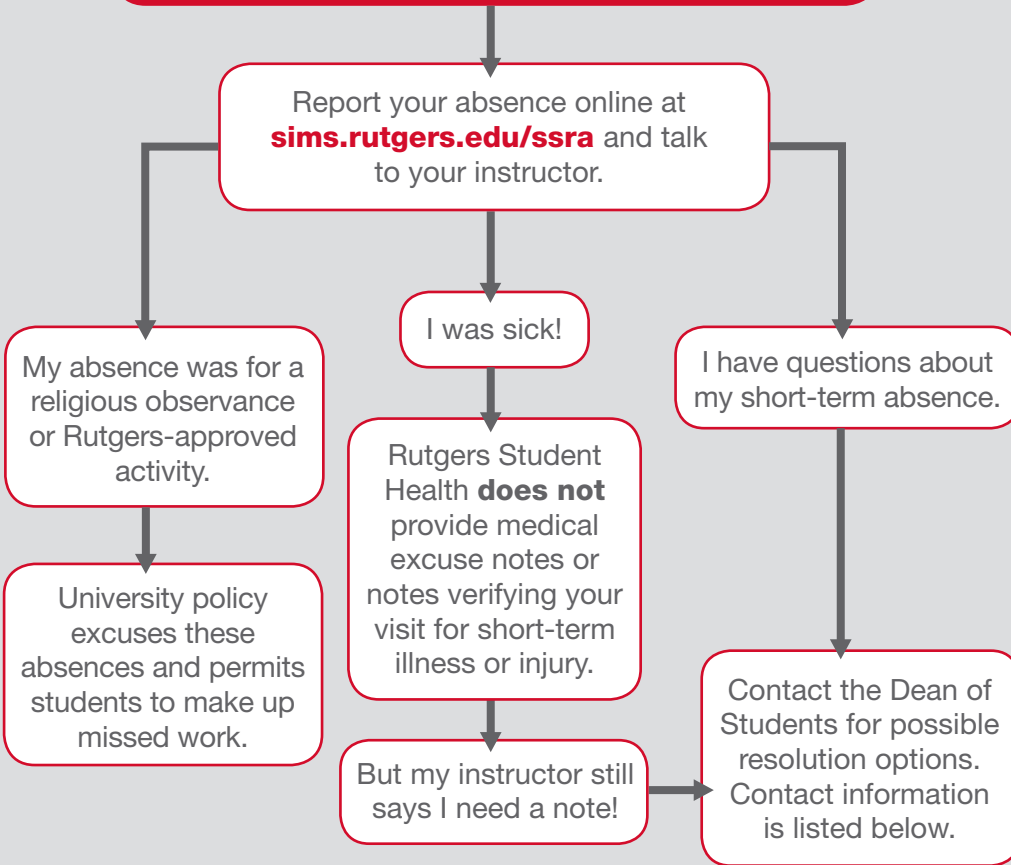 Report your absence online at
sims.rutgers.edu/ssra and talk
to your instructor.
My absence was for a
religious observance
or Rutgers-approved
activity.
University policy
excuses these
absences and permits
students to make up
missed work.
I was sick!
Rutgers Student
Health does not
provide medical
excuse notes or
notes verifying your
visit for short-term
illness or injury.
But my instructor still
says I need a note!
I have questions about
my short-term absence.
Contact the Dean of
Students for possible
resolution options.
Contact information
is listed below.